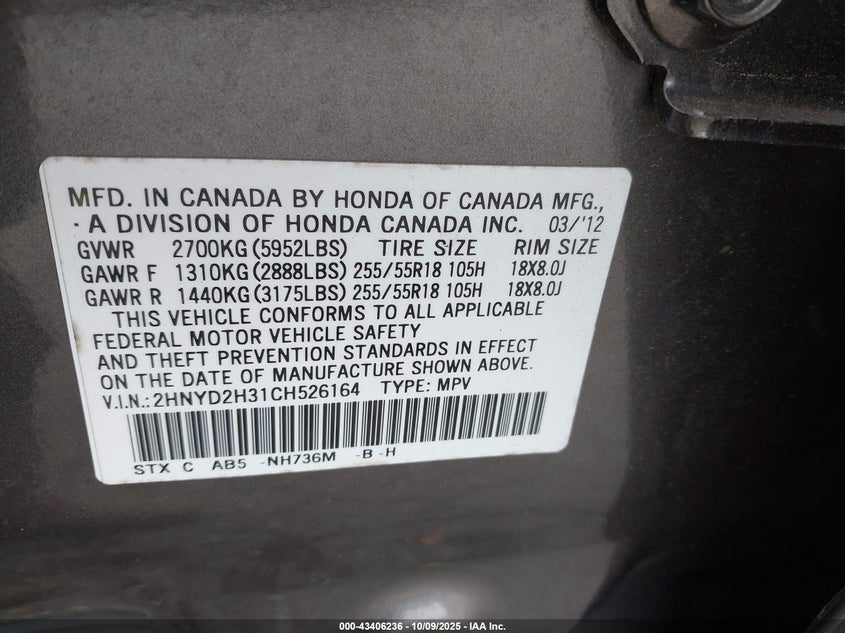 MFD. IN CANADA BY HONDA OF CANADA MFG.,
· A DIVISION OF HONDA CANADA INC. 03/'12
GVWR 2700KG(5952LBS) TIRE SIZE RIM SIZE
GAWR F 1310KG(2888LBS) 255/55R18 105H 18X8.0J
GAWR R 1440KG(3175LBS) 255/55R18 105H 18X8.0J
THIS VEHICLE CONFORMS TO ALL APPLICABLE
FEDERAL MOTOR VEHICLE SAFETY
AND THEFT PREVENTION STANDARDS IN EFFECT
ON THE DATE OF MANUFACTURE SHOWN ABOVE.
V.I.N.:2HNYD2H31CH526164 TYPE: MPV
STX C AB5 -NH736M -B -H
000-43406236 - 10/09/2025 - IAA Inc.